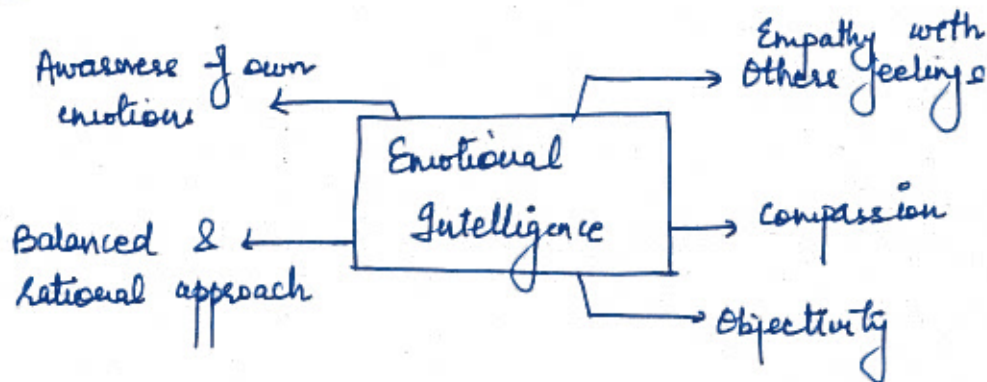 Awareness of own
emotions
Empathy with
Others feelings
Emotional
Intelligence
Balanced &
rational approach
Compassion
Objectivity